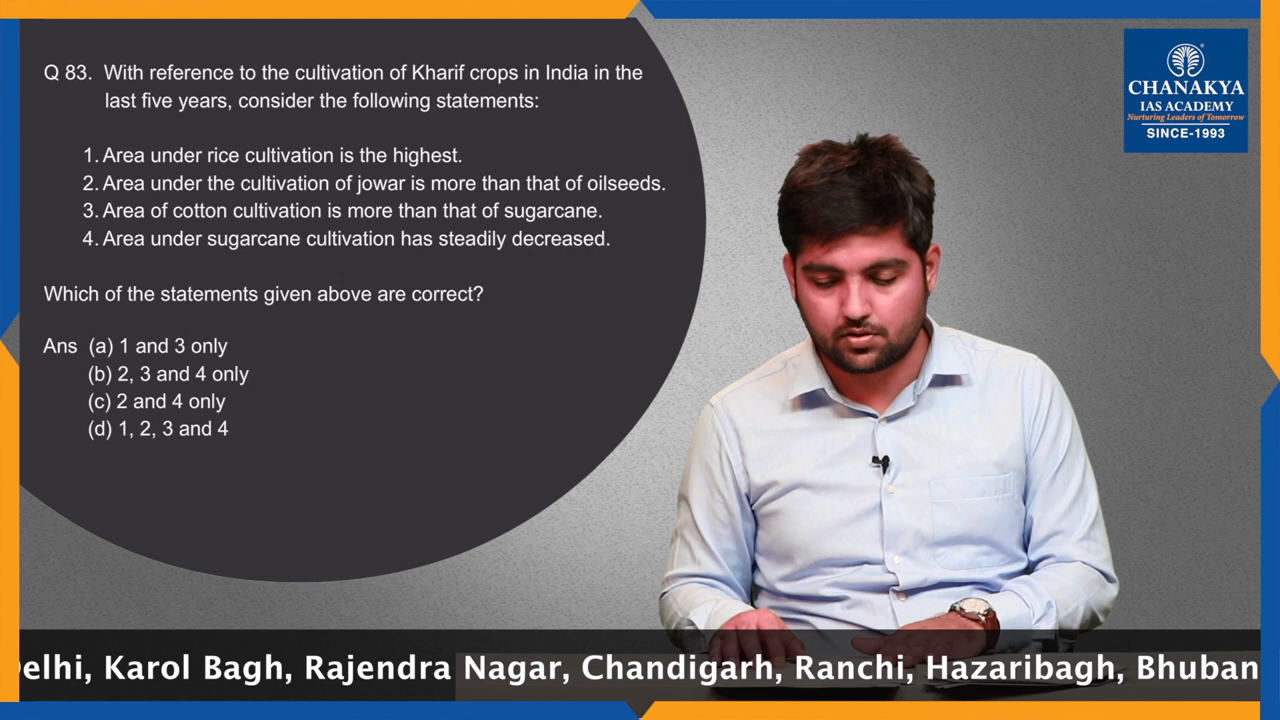 Q 83. With reference to the cultivation of Kharif crops in India in the
last five years, consider the following statements:
1. Area under rice cultivation is the highest.
2. Area under the cultivation of jowar is more than that of oilseeds.
3. Area of cotton cultivation is more than that of sugarcane.
4. Area under sugarcane cultivation has steadily decreased.
Which of the statements given above are correct?
Ans (a) 1 and 3 only
(b) 2, 3 and 4 only
(c) 2 and 4 only
(d) 1, 2, 3 and 4
CHANAKYA
IAS ACADEMY
Nurturing Leaders of Tomorrow
SINCE-1993
elhi, Karol Bagh, Rajendra Nagar, Chandigarh, Ranchi, Hazaribagh, Bhuban